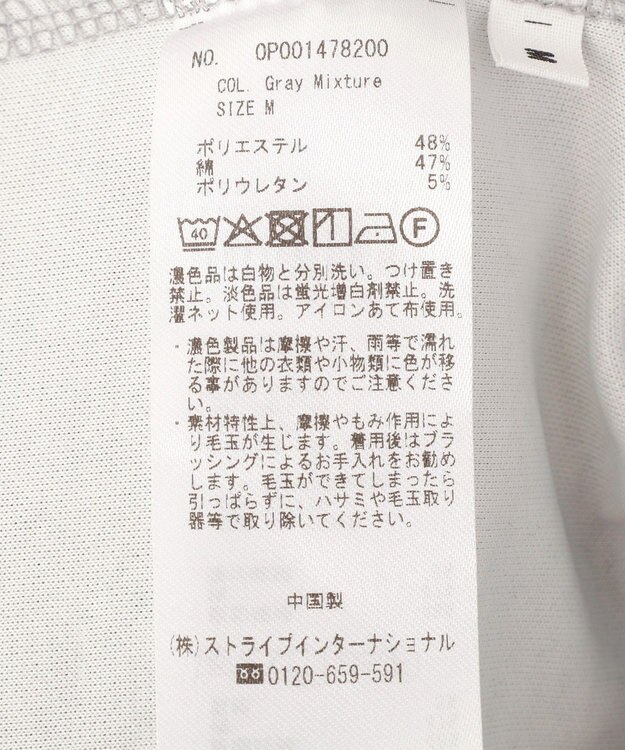 NO. OP001478200
COL. Gray Mixture
SIZE M
ポリエステル 48%
綿 47%
ポリウレタン 5%
40 F
濃色品は白物と分別洗い。つけ置き
禁止。淡色品は蛍光増白剤禁止。洗
濯ネット使用。アイロンあて布使用。
・濃色製品は摩擦や汗、雨等で濡れ
た際に他の衣類や小物類に色が移
る事がありますのでご注意くださ
い。
・素材特性上、摩擦やもみ作用によ
り毛玉が生じます。着用後はブラ
ッシングによるお手入れをお勧め
します。毛玉ができてしまったら
引っぱらずに、ハサミや毛玉取り
器等で取り除いてください。
中国製
(株)ストライプインターナショナル
0120-659-591
M